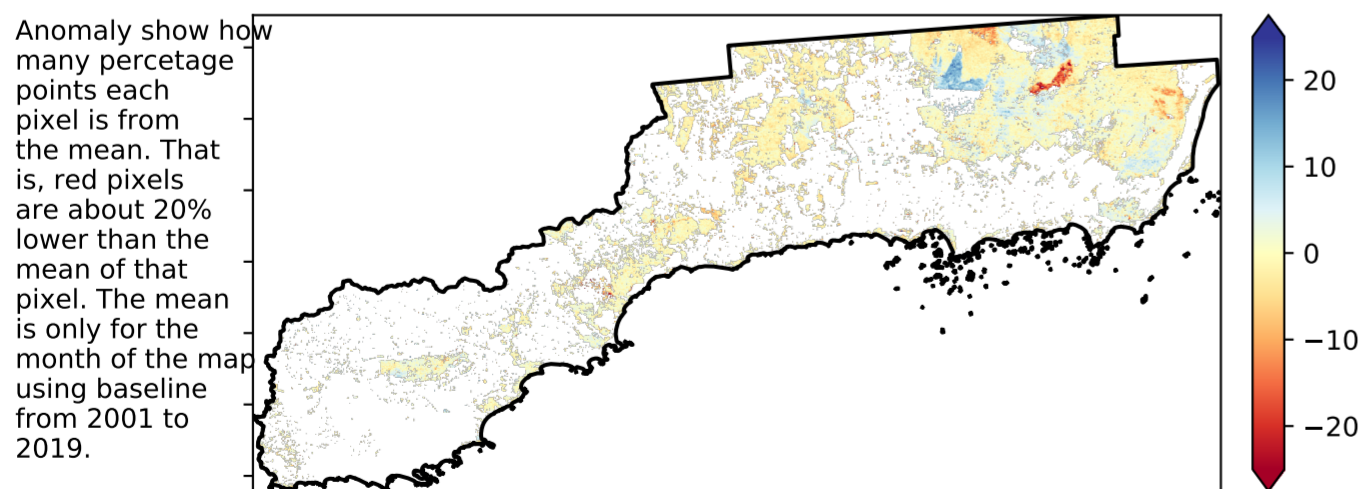 Anomaly show how
many percetage
points each
pixel is from
the mean. That
is, red pixels
are about 20%
lower than the
mean of that
pixel. The mean
is only for the
month of the map
using baseline
from 2001 to
2019.
20
10
0
−10
−20